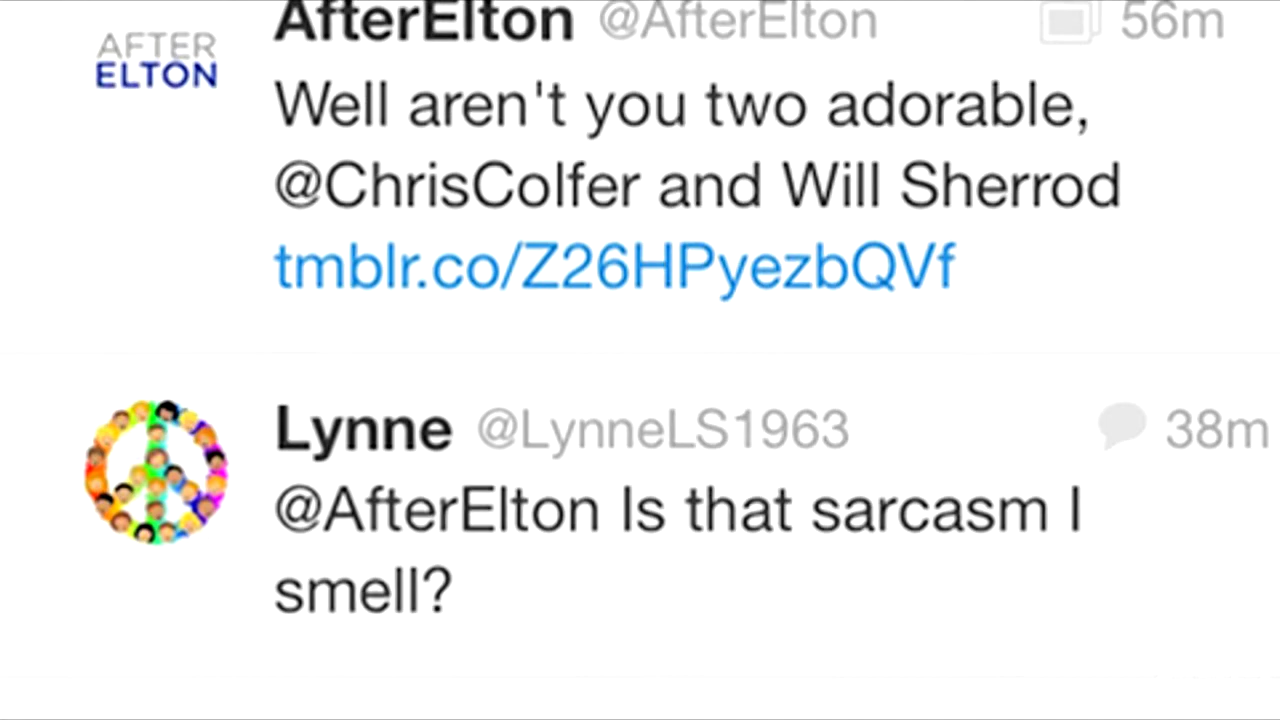 AfterElton @AfterElton 56m
AFTER
ELTON
Well aren't you two adorable,
@ChrisColfer and Will Sherrod
tmblr.co/Z26HPyezbQVf
Lynne @LynneLS1963 38m
@AfterElton Is that sarcasm I
smell?